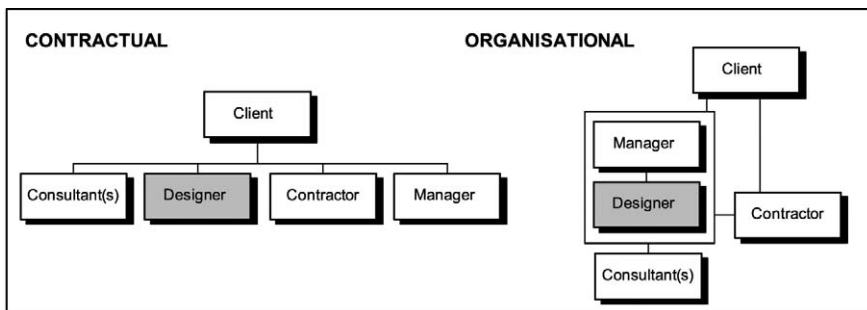 CONTRACTUAL
Client
Consultant(s)
Designer
Contractor
Manager
ORGANISATIONAL
Client
Manager
Designer
Contractor
Consultant(s)